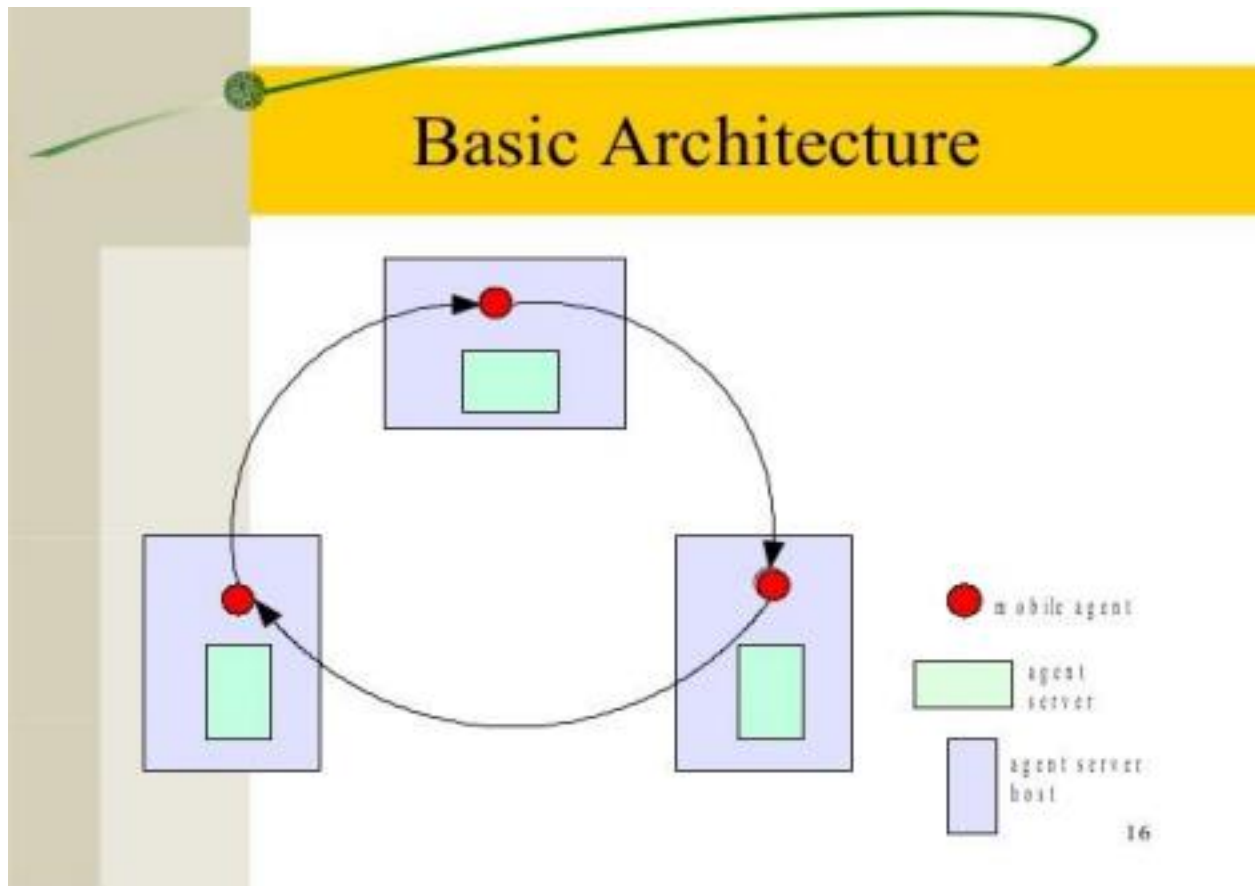 Basic Architecture
mobile agent
agent
server
agent server
host
16